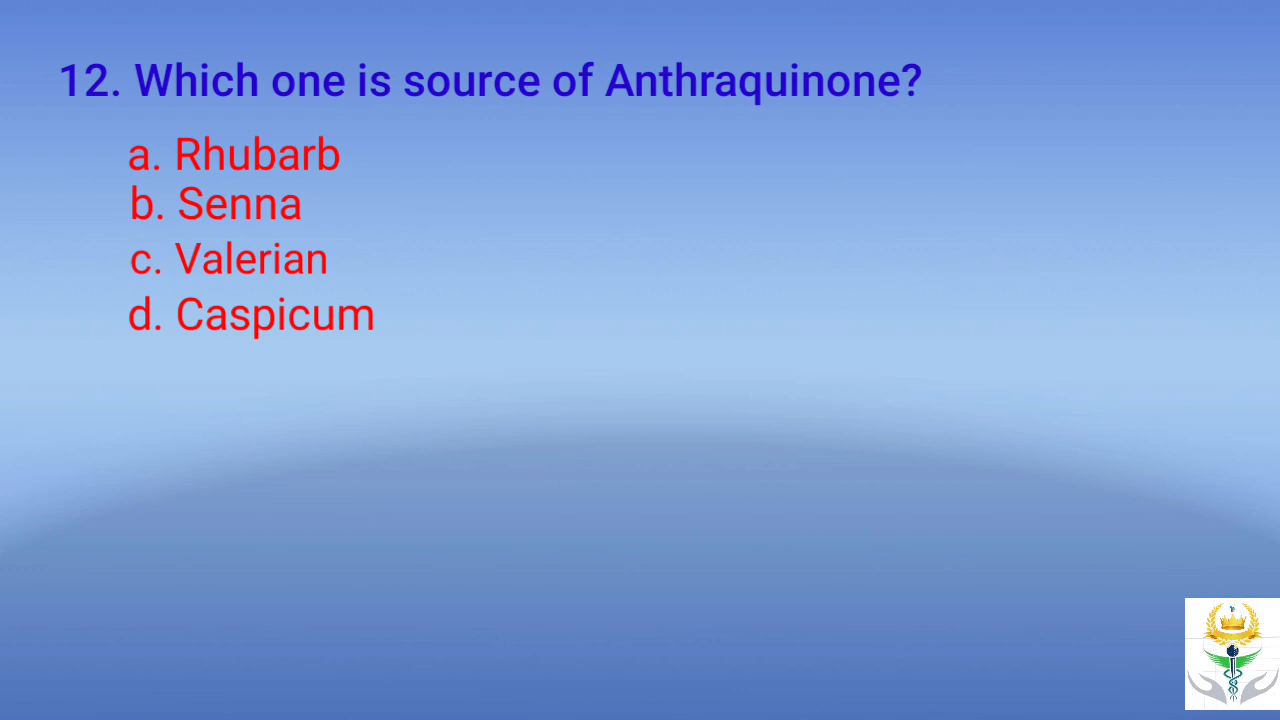 12. Which one is source of Anthraquinone?
a. Rhubarb
b. Senna
c. Valerian
d. Caspicum